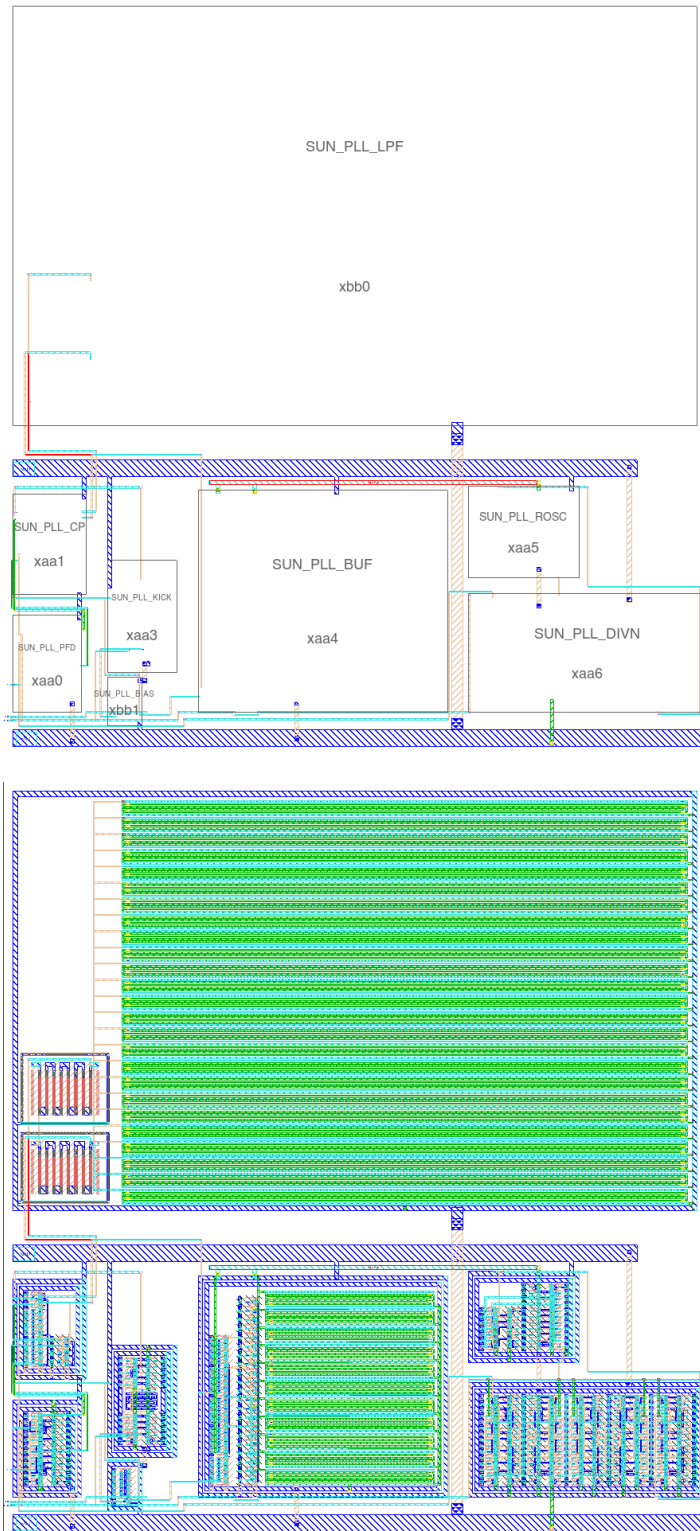 SUN_PLL_LPF
xbb0
SUN_PLL_CP
xaa1
SUN_PLL_ROSC
xaa5
SUN_PLL_BUF
xaa4
SUN_PLL_KICK
xaa3
SUN_PLL_DIVN
xaa6
SUN_PLL_PFD
xaa0
SUN_PLL_BIAS
xbb1